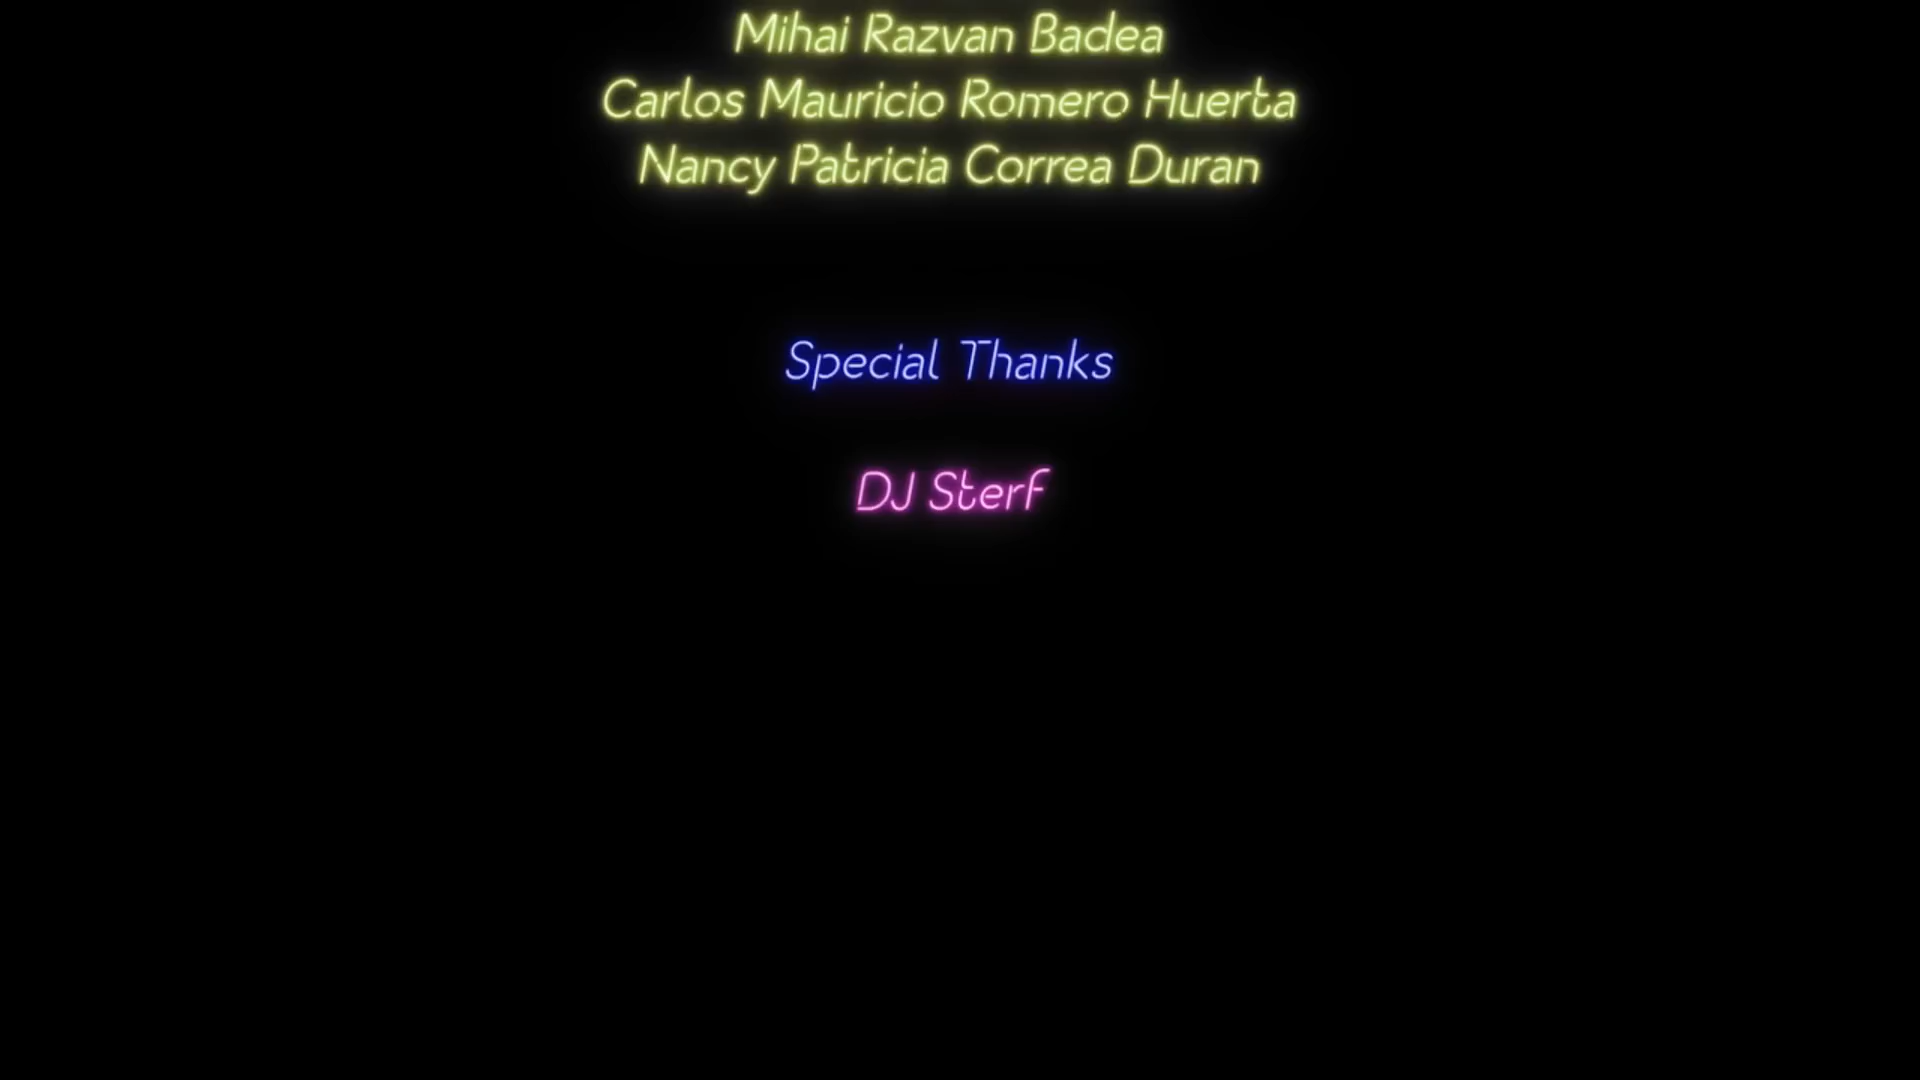 Mihai Razvan Badea
Carlos Mauricio Romero Huerta
Nancy Patricia Correa Duran
Special Thanks
DJ Sterf